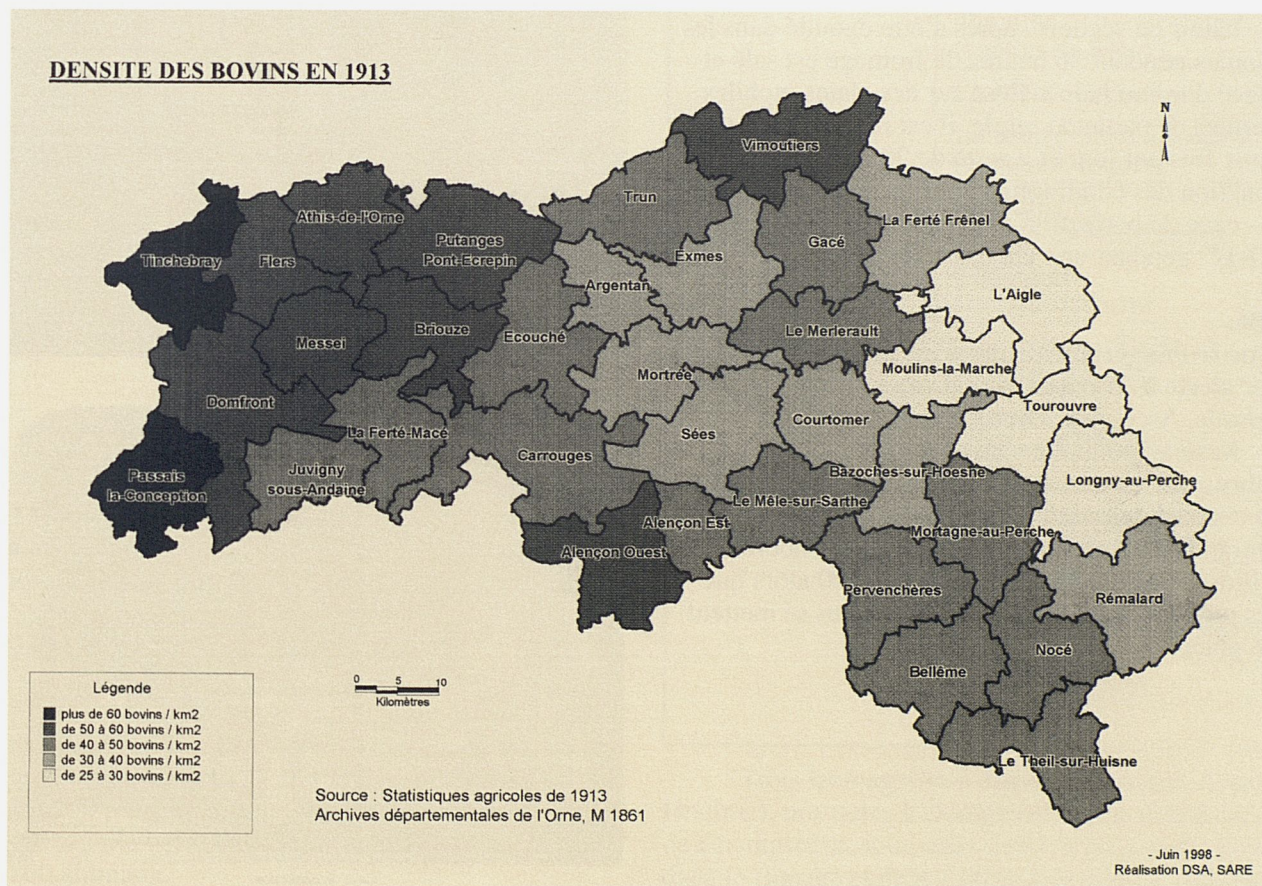 DENSITE DES BOVINS EN 1913
N
Vimoutiers
Trun
La Ferté Frênel
Athis-de-l'Orne
Putanges
Pont-Ecrepin
Gacé
Tinchebray
Flers
Exmes
Argentan
L'Aigle
Messei
Briouze
Ecouché
Le Merlerault
Mortrée
Moulins-la-Marche
Domfront
La Ferté-Macé
Sées
Courtomer
Tourouvre
Passais
la-Conception
Juvigny
sous-Andaine
Carrouges
Bazoches-sur-Hoesne
Longny-au-Perche
Le Mêle-sur-Sarthe
Alençon Est
Mortagne-au-Perche
Alençon Ouest
Pervenchères
Rémalard
Nocé
Bellême
Le Theil-sur-Huisne
Légende
plus de 60 bovins / km2
de 50 à 60 bovins / km2
de 40 à 50 bovins / km2
de 30 à 40 bovins / km2
de 25 à 30 bovins / km2
0 5 10
Kilomètres
Source : Statistiques agricoles de 1913
Archives départementales de l'Orne, M 1861
- Juin 1998 -
Réalisation DSA, SARE